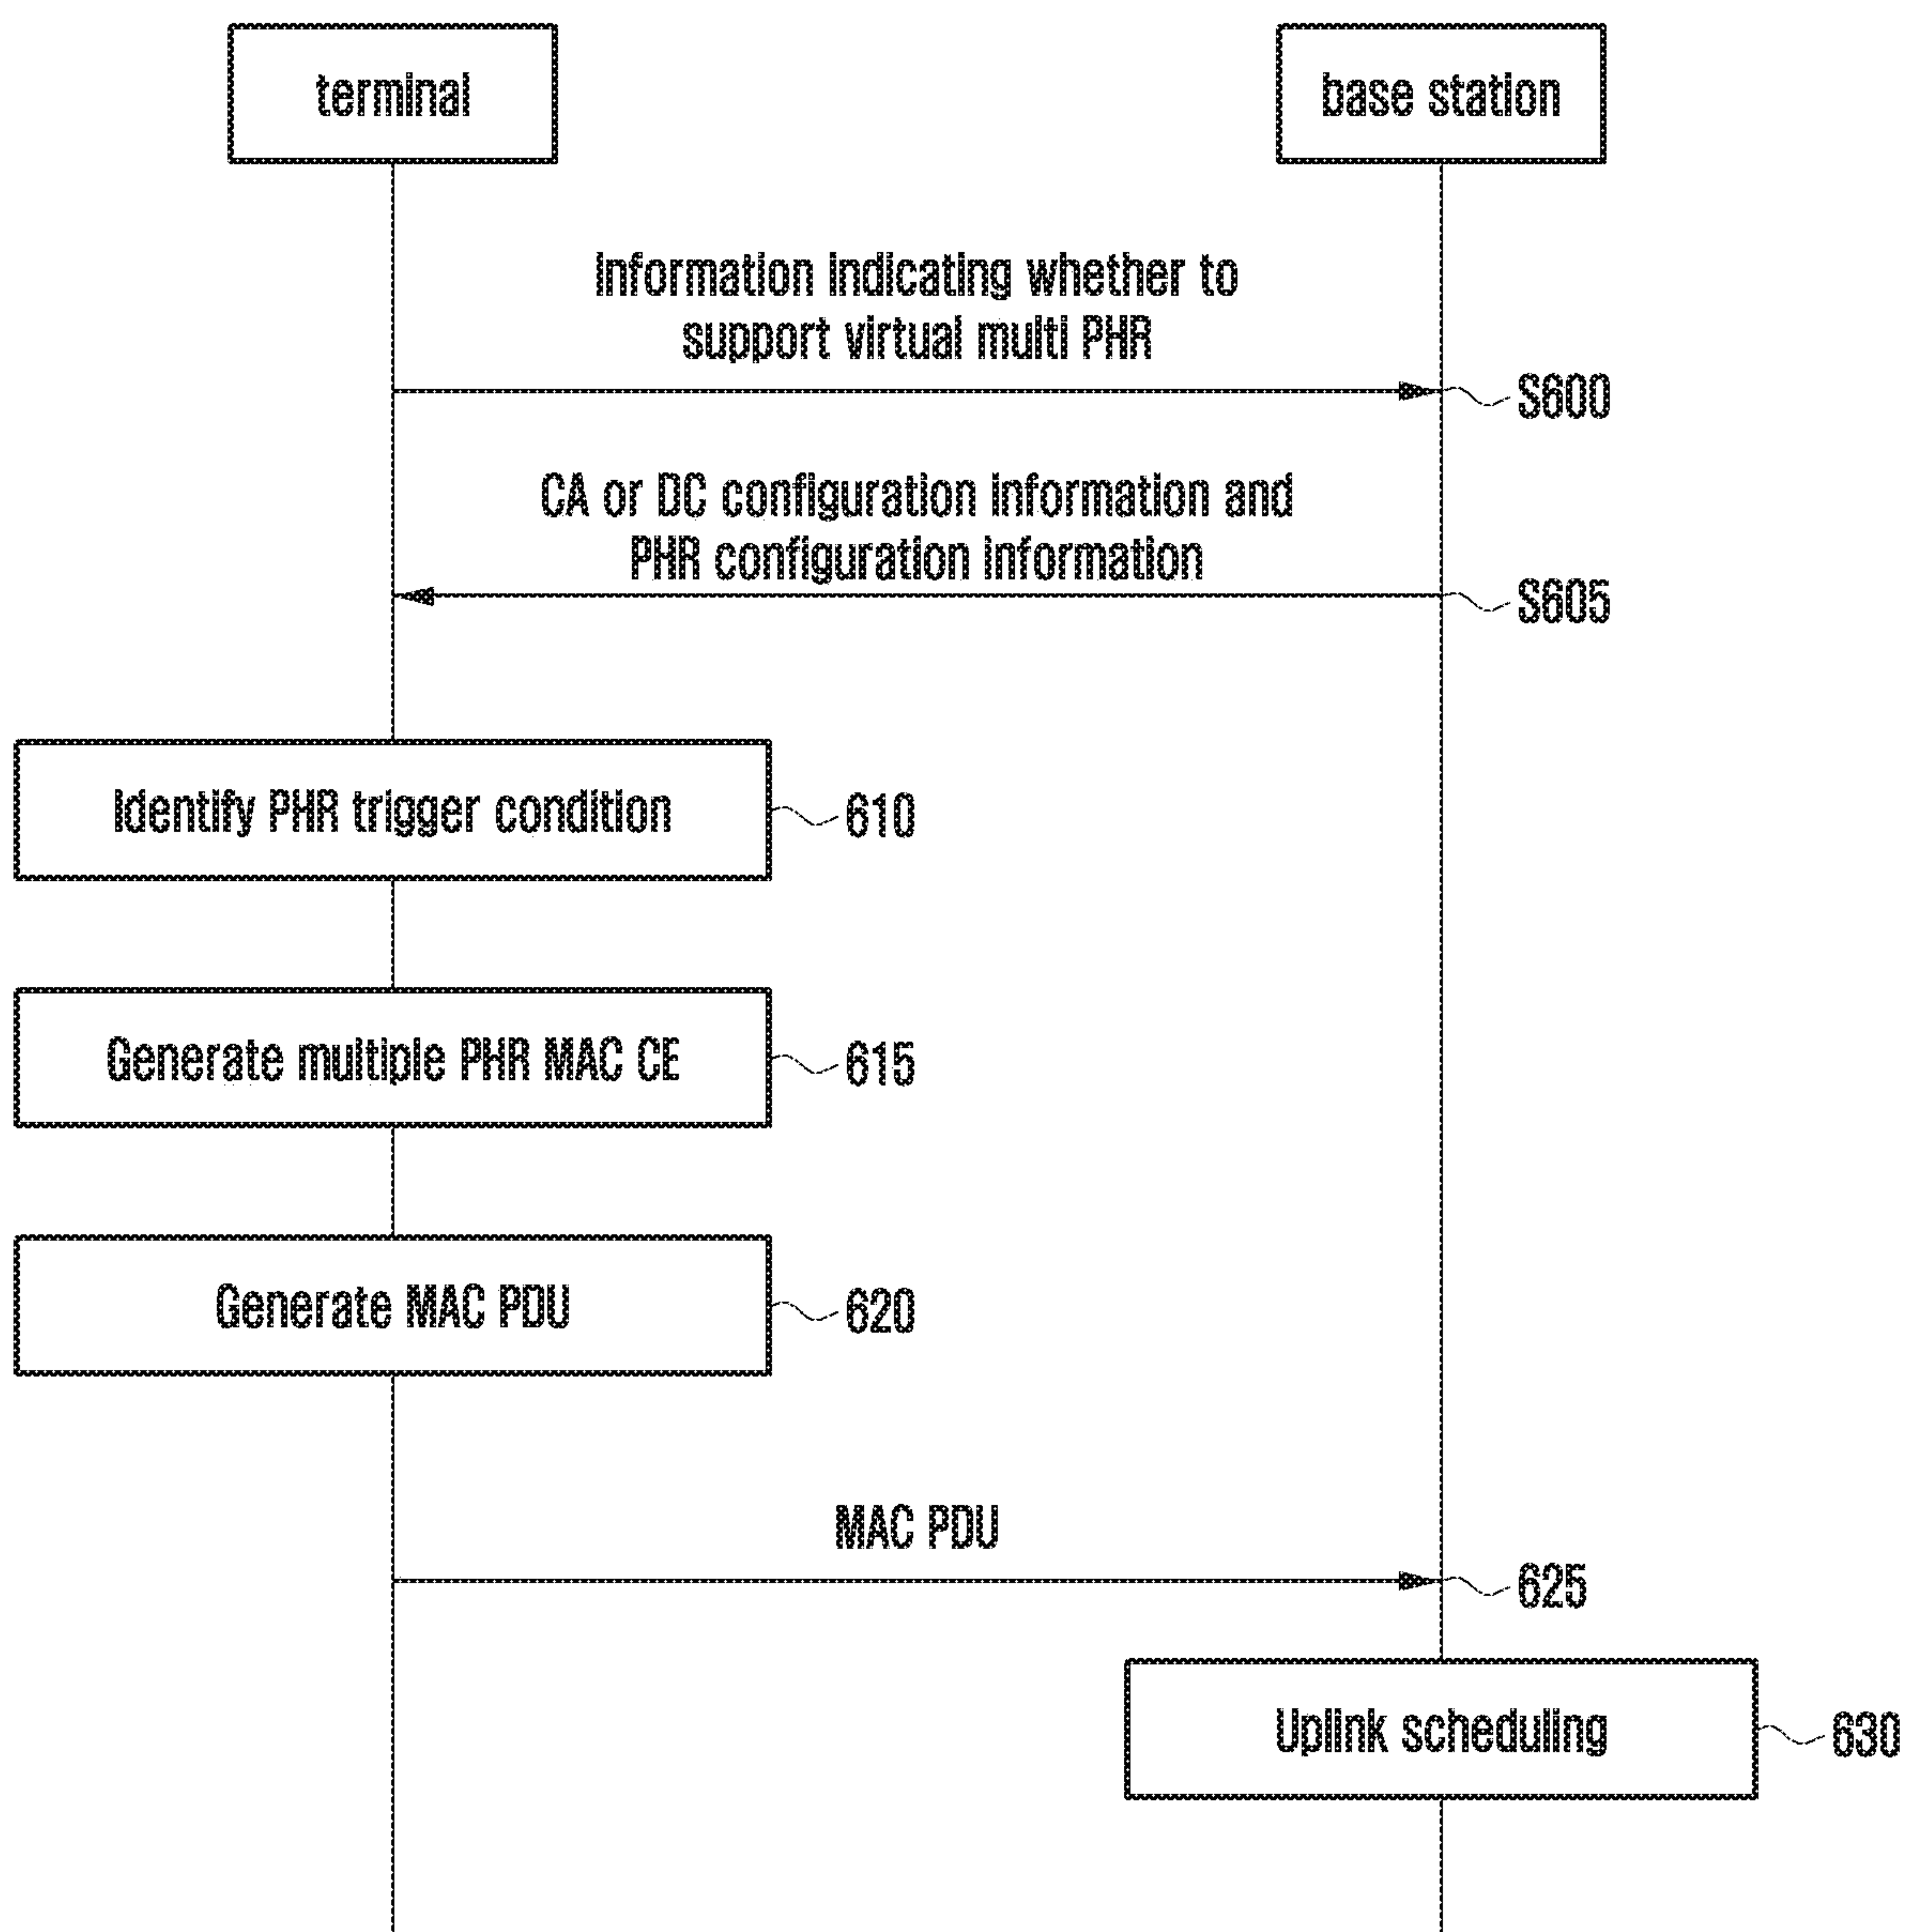 terminal
base station
Information indicating whether to
support virtual multi PHR
S600
CA or DC configuration information and
PHR configuration information
S605
Identify PHR trigger condition
610
Generate multiple PHR MAC CE
615
Generate MAC PDU
620
MAC PDU
625
Uplink scheduling
630